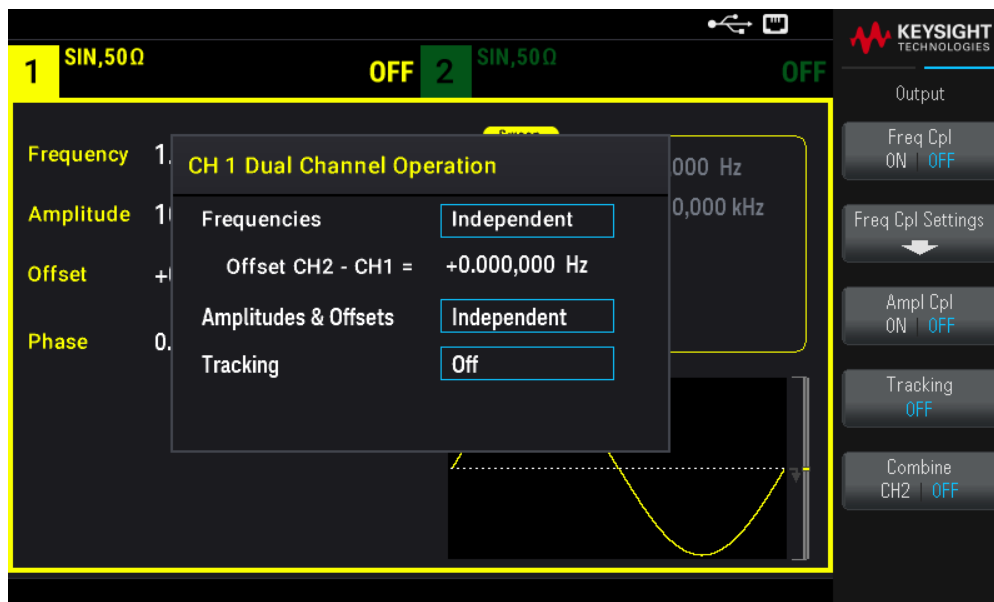 KEYSIGHT
TECHNOLOGIES
1 SIN,50Ω OFF
2 SIN,50Ω OFF
Output
Frequency 1.
Amplitude
Offset
Phase 0.
000 Hz
0,000 kHz
CH 1 Dual Channel Operation
Frequencies Independent
Offset CH2 - CH1 = +0.000,000 Hz
Amplitudes & Offsets Independent
Tracking Off
Freq Cpl
ON | OFF
Freq Cpl Settings
Ampl Cpl
ON | OFF
Tracking
OFF
Combine
CH2 | OFF